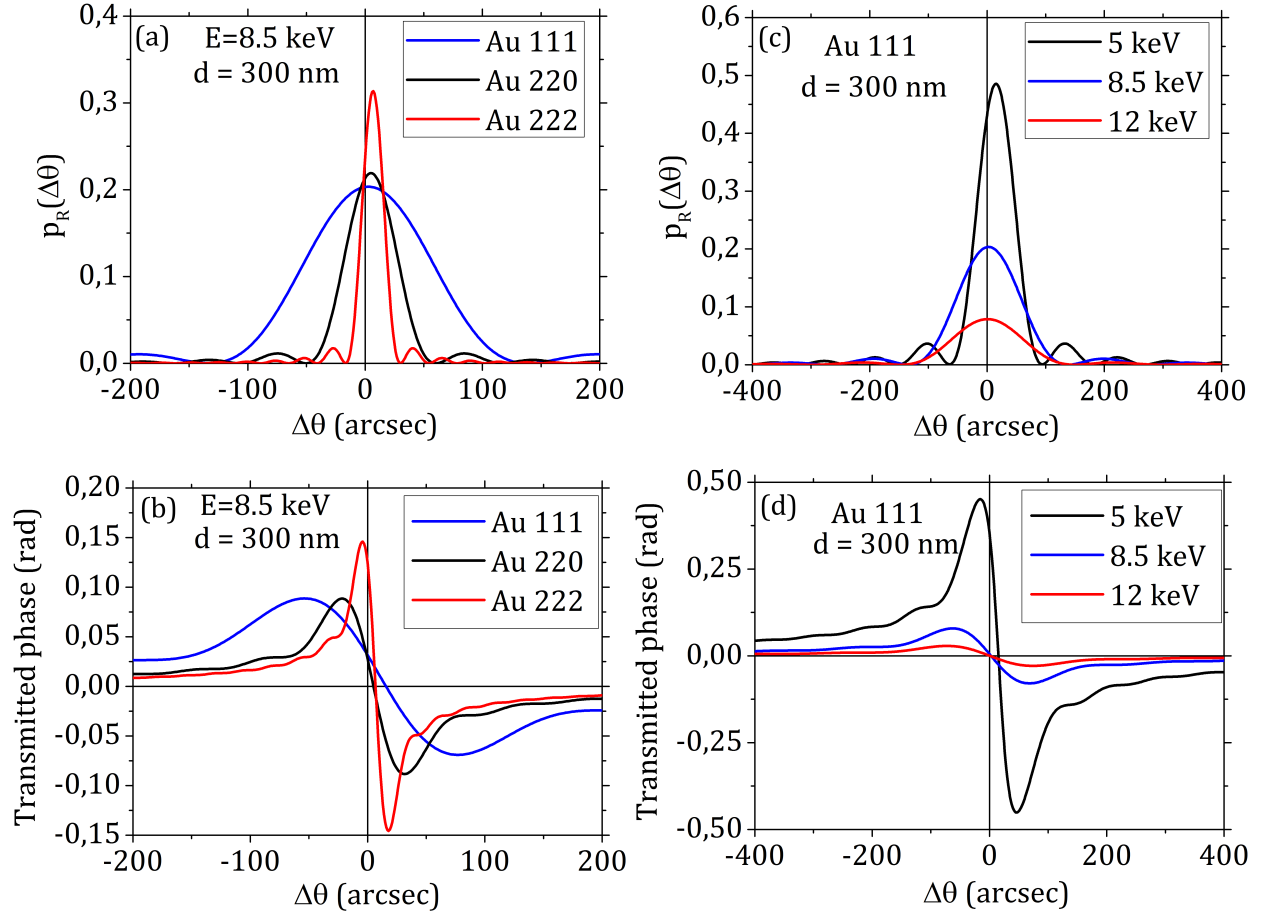 (a)
E=8.5 keV
d = 300 nm
Au 111
Au 220
Au 222
0,4
0,3
0,2
0,1
0,0
p_R(Δθ)
-200 -100 0 100 200
Δθ (arcsec)
(c)
Au 111
d = 300 nm
5 keV
8.5 keV
12 keV
0,6
0,5
0,4
0,3
0,2
0,1
0,0
p_R(Δθ)
-400 -200 0 200 400
Δθ (arcsec)
(b)
E=8.5 keV
d = 300 nm
Au 111
Au 220
Au 222
0,20
0,15
0,10
0,05
0,00
-0,05
-0,10
-0,15
Transmitted phase (rad)
-200 -100 0 100 200
Δθ (arcsec)
(d)
Au 111
d = 300 nm
5 keV
8.5 keV
12 keV
0,50
0,25
0,00
-0,25
-0,50
Transmitted phase (rad)
-400 -200 0 200 400
Δθ (arcsec)